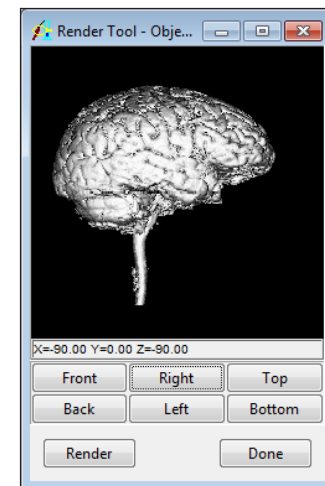 Render Tool - Obje...
X=-90.00 Y=0.00 Z=-90.00
Front Right Top
Back Left Bottom
Render Done